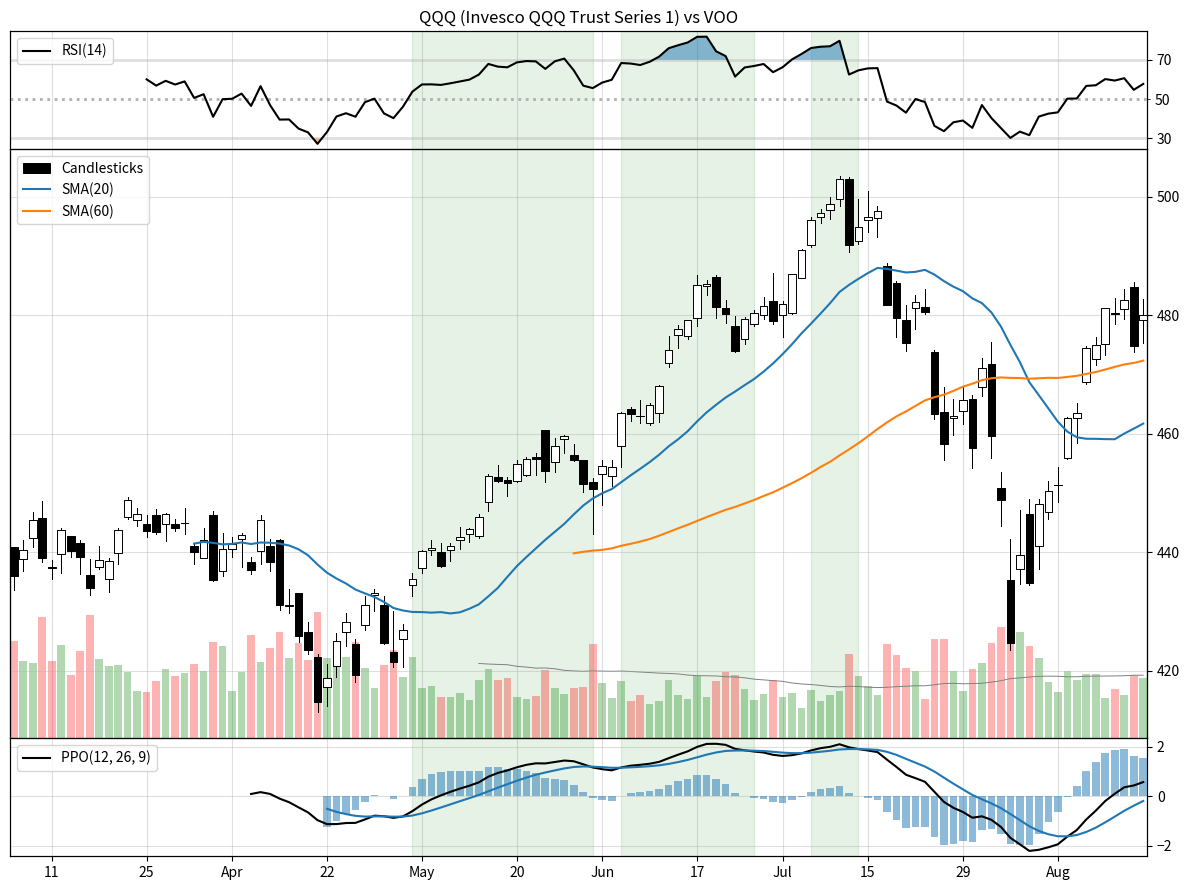 QQQ (Invesco QQQ Trust Series 1) vs VOO
RSI(14)
70
50
30
Candlesticks
SMA(20)
SMA(60)
500
480
460
440
420
PPO(12, 26, 9)
2
0
−2
11 25 Apr 22 May 20 Jun 17 Jul 15 29 Aug